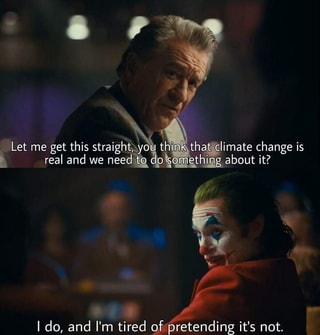 Let me get this straight, you think that climate change is
real and we need to do something about it?
I do, and I'm tired of pretending it's not.